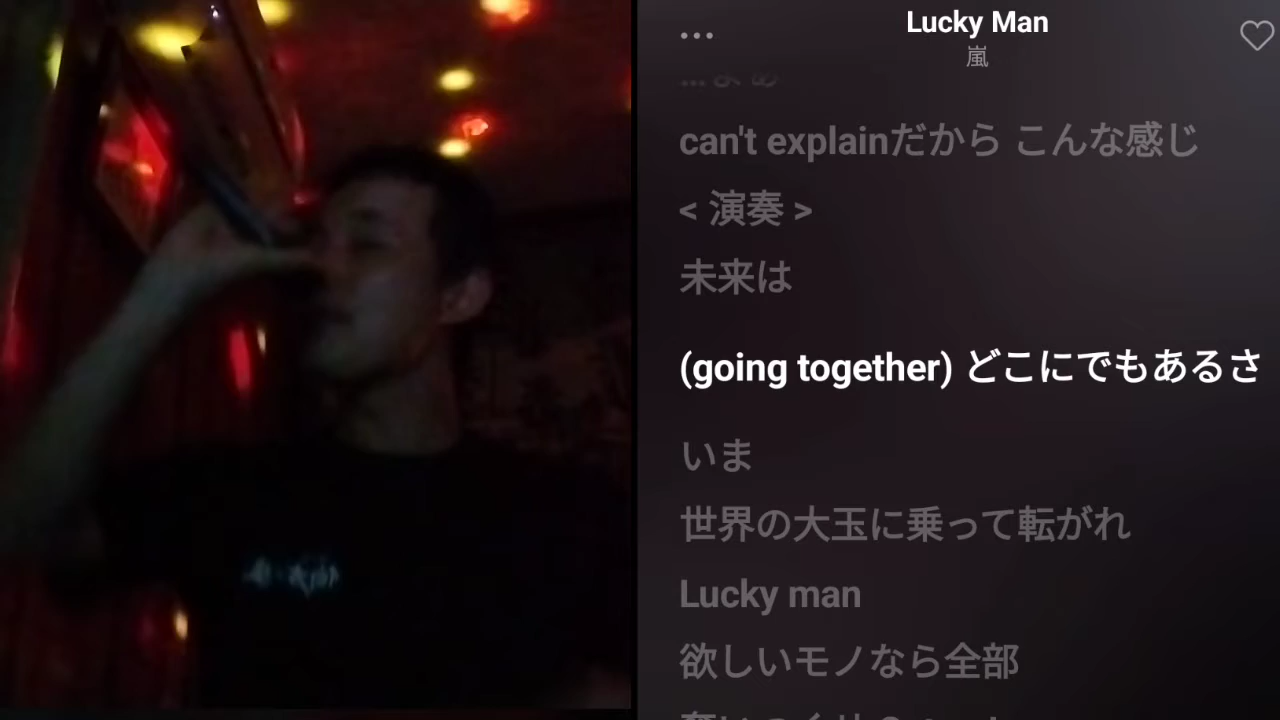 Lucky Man
嵐
can't explainだから こんな感じ
< 演奏 >
未来は
(going together) どこにでもあるさ
いま
世界の大玉に乗って転がれ
Lucky man
欲しいモノなら全部